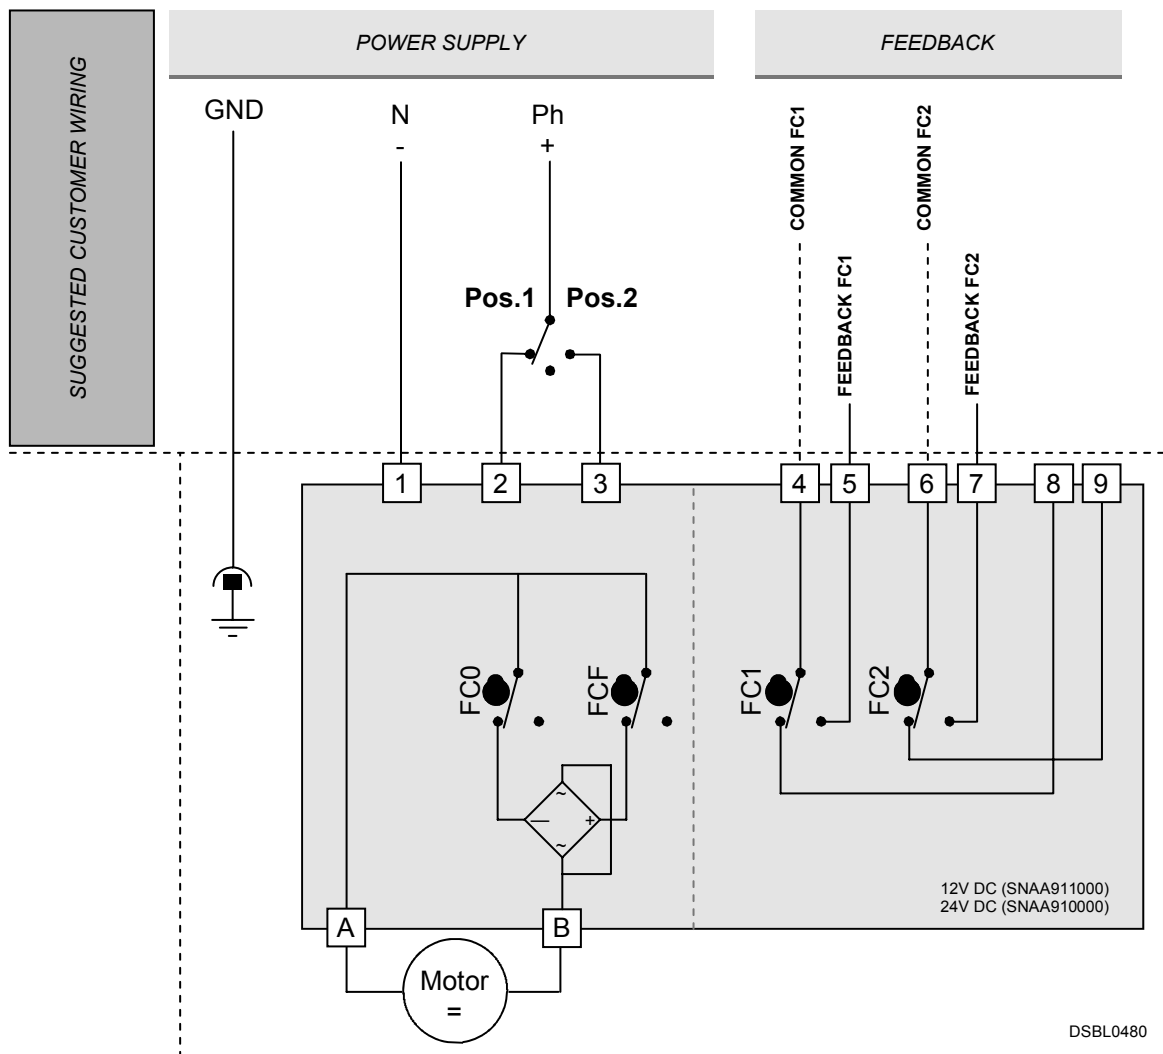 SUGGESTED CUSTOMER WIRING
POWER SUPPLY
FEEDBACK
GND
N
-
Ph
+
COMMON FC1
COMMON FC2
FEEDBACK FC1
FEEDBACK FC2
Pos.1 Pos.2
1 2 3 4 5 6 7 8 9
FC0
FCF
FC1
FC2
~
— +
~
12V DC (SNAA911000)
24V DC (SNAA910000)
A B
Motor
=
DSBL0480